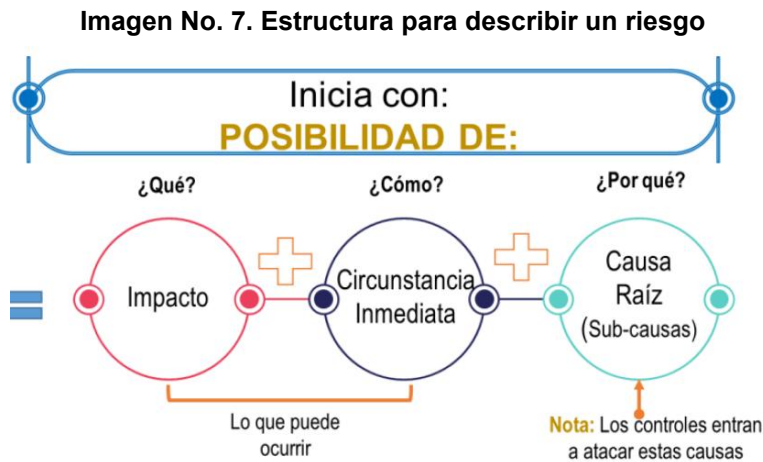 Imagen No. 7. Estructura para describir un riesgo
Inicia con:
POSIBILIDAD DE:
¿Qué?
¿Cómo?
¿Por qué?
Impacto
Circunstancia
Inmediata
Causa
Raíz
(Sub-causas)
Lo que puede
ocurrir
Nota: Los controles entran
a atacar estas causas